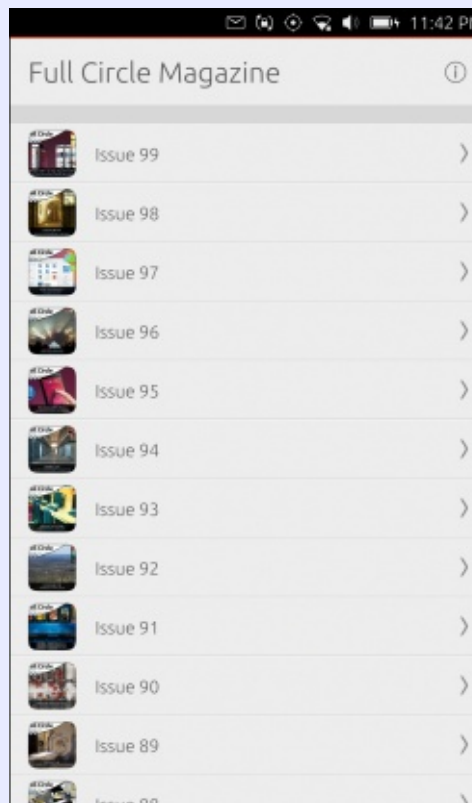 11:42 PM
Full Circle Magazine
Issue 99
Issue 98
Issue 97
Issue 96
Issue 95
Issue 94
Issue 93
Issue 92
Issue 91
Issue 90
Issue 89